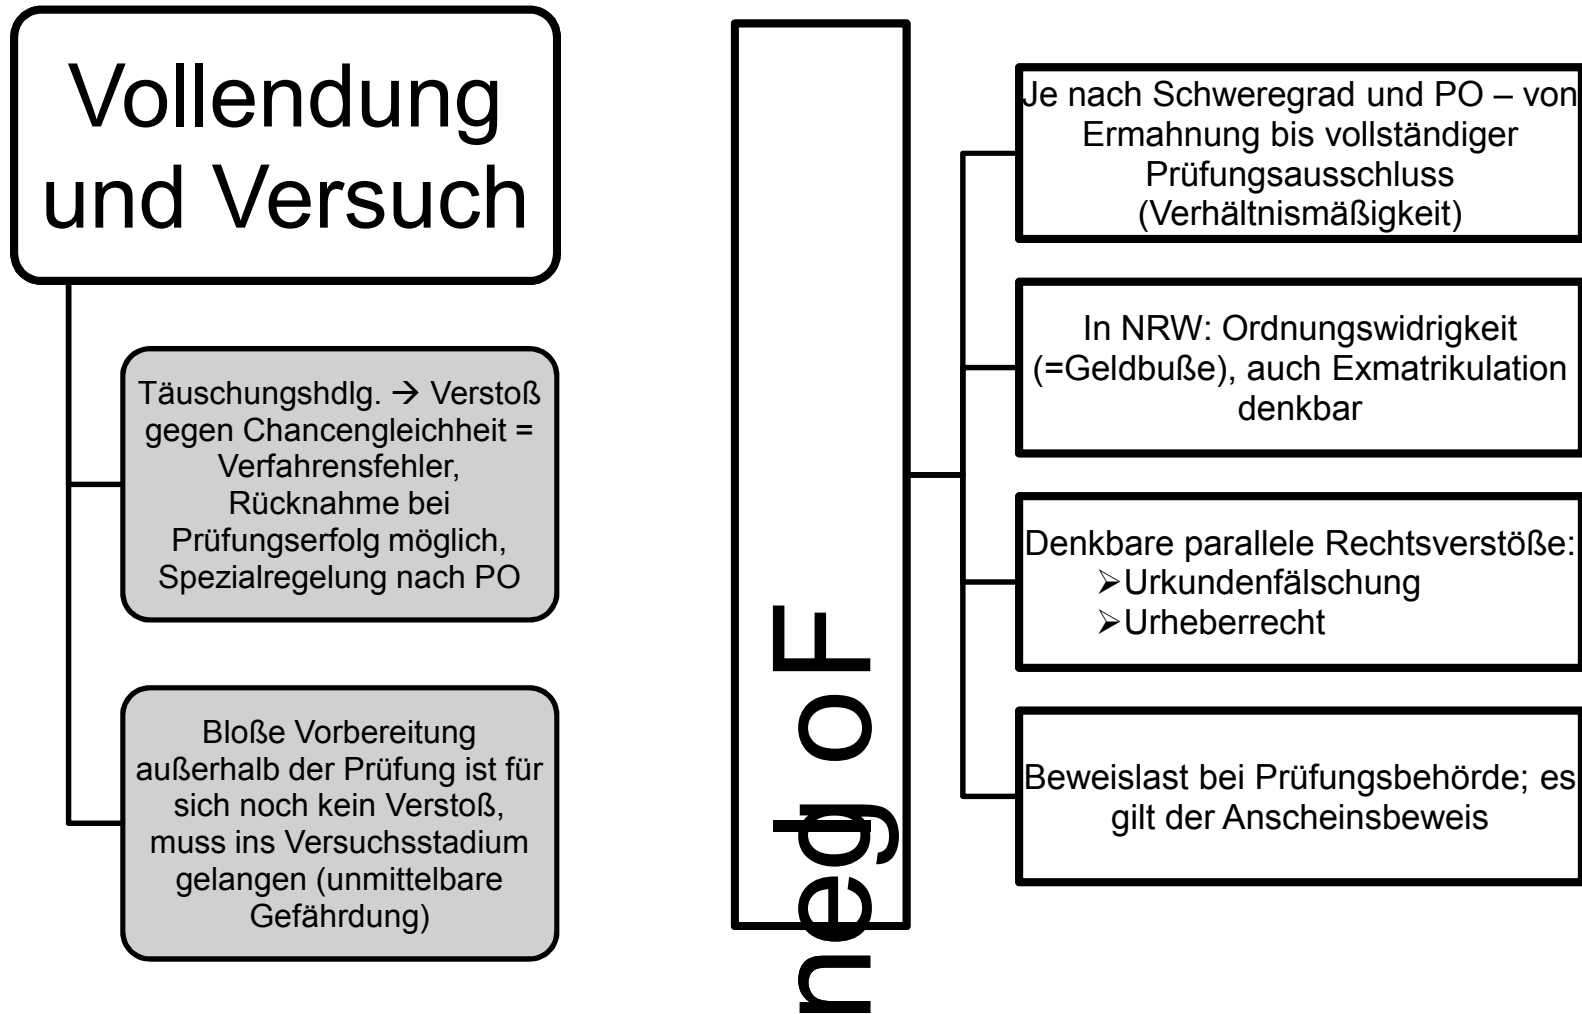 Vollendung
und Versuch
Täuschungshdlg. → Verstoß
gegen Chancengleichheit =
Verfahrensfehler,
Rücknahme bei
Prüfungserfolg möglich,
Spezialregelung nach PO
Bloße Vorbereitung
außerhalb der Prüfung ist für
sich noch kein Verstoß,
muss ins Versuchsstadium
gelangen (unmittelbare
Gefährdung)
Folgen
Je nach Schweregrad und PO – von
Ermahnung bis vollständiger
Prüfungsausschluss
(Verhältnismäßigkeit)
In NRW: Ordnungswidrigkeit
(=Geldbuße), auch Exmatrikulation
denkbar
Denkbare parallele Rechtsverstöße:
➢Urkundenfälschung
➢Urheberrecht
Beweislast bei Prüfungsbehörde; es
gilt der Anscheinsbeweis